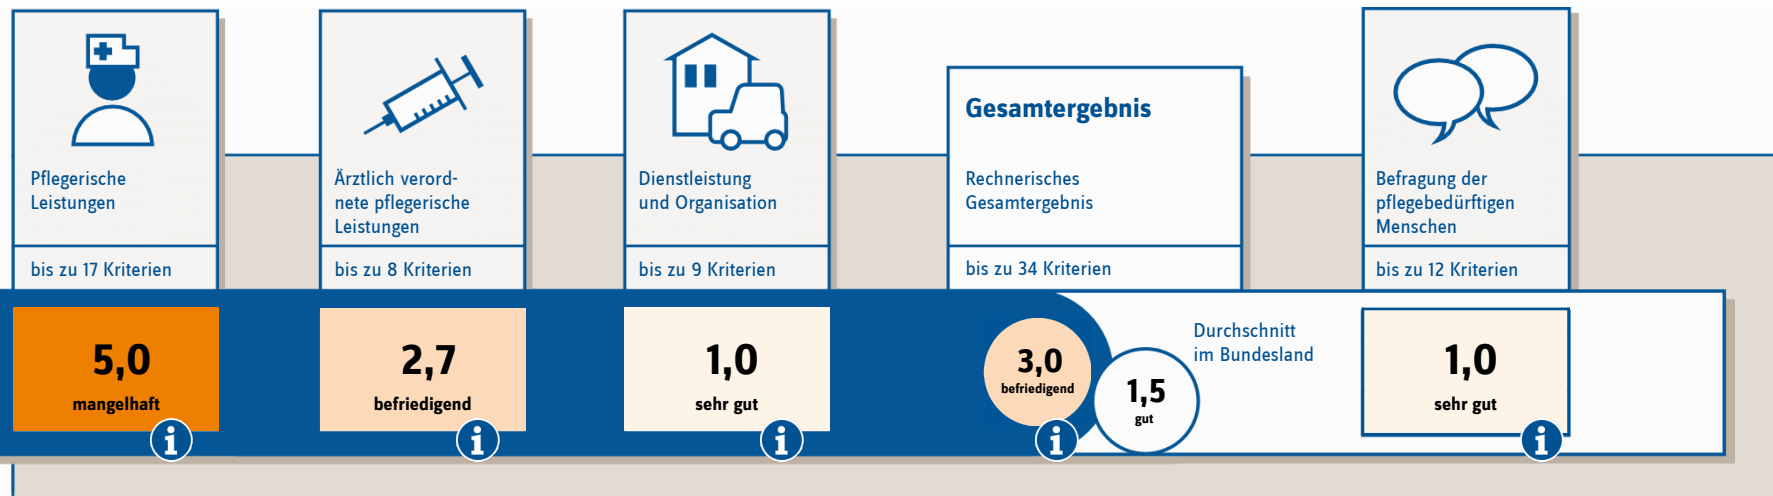 Pflegerische
Leistungen
bis zu 17 Kriterien
5,0
mangelhaft
i
Ärztlich verord-
nete pflegerische
Leistungen
bis zu 8 Kriterien
2,7
befriedigend
i
Dienstleistung
und Organisation
bis zu 9 Kriterien
1,0
sehr gut
i
Gesamtergebnis
Rechnerisches
Gesamtergebnis
bis zu 34 Kriterien
3,0
befriedigend
i
1,5
gut
Durchschnitt
im Bundesland
Befragung der
pflegebedürftigen
Menschen
bis zu 12 Kriterien
1,0
sehr gut
i